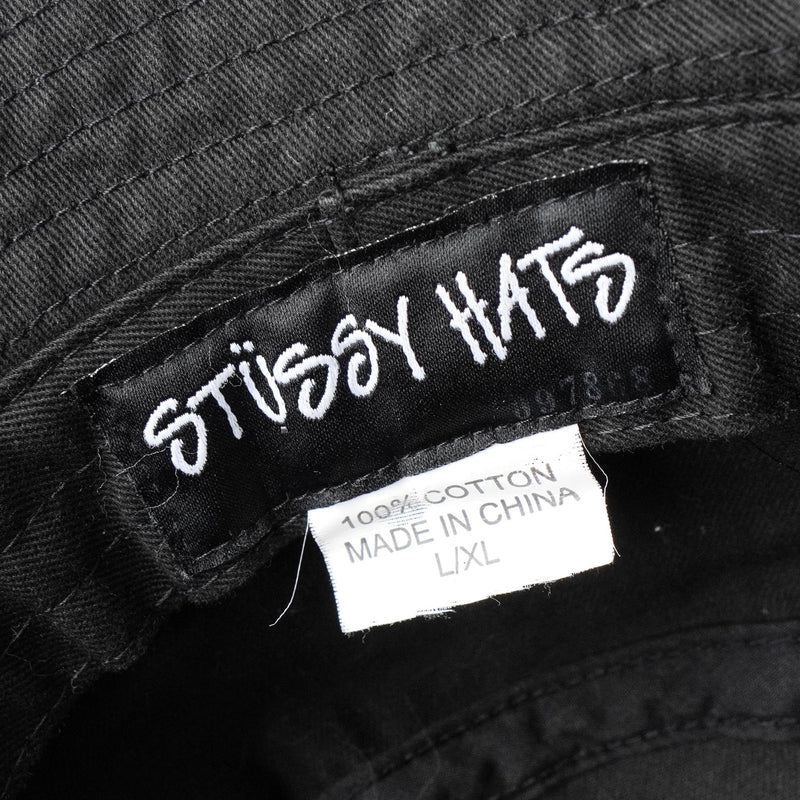 STÜSSY HATS
100% COTTON
MADE IN CHINA
L/XL